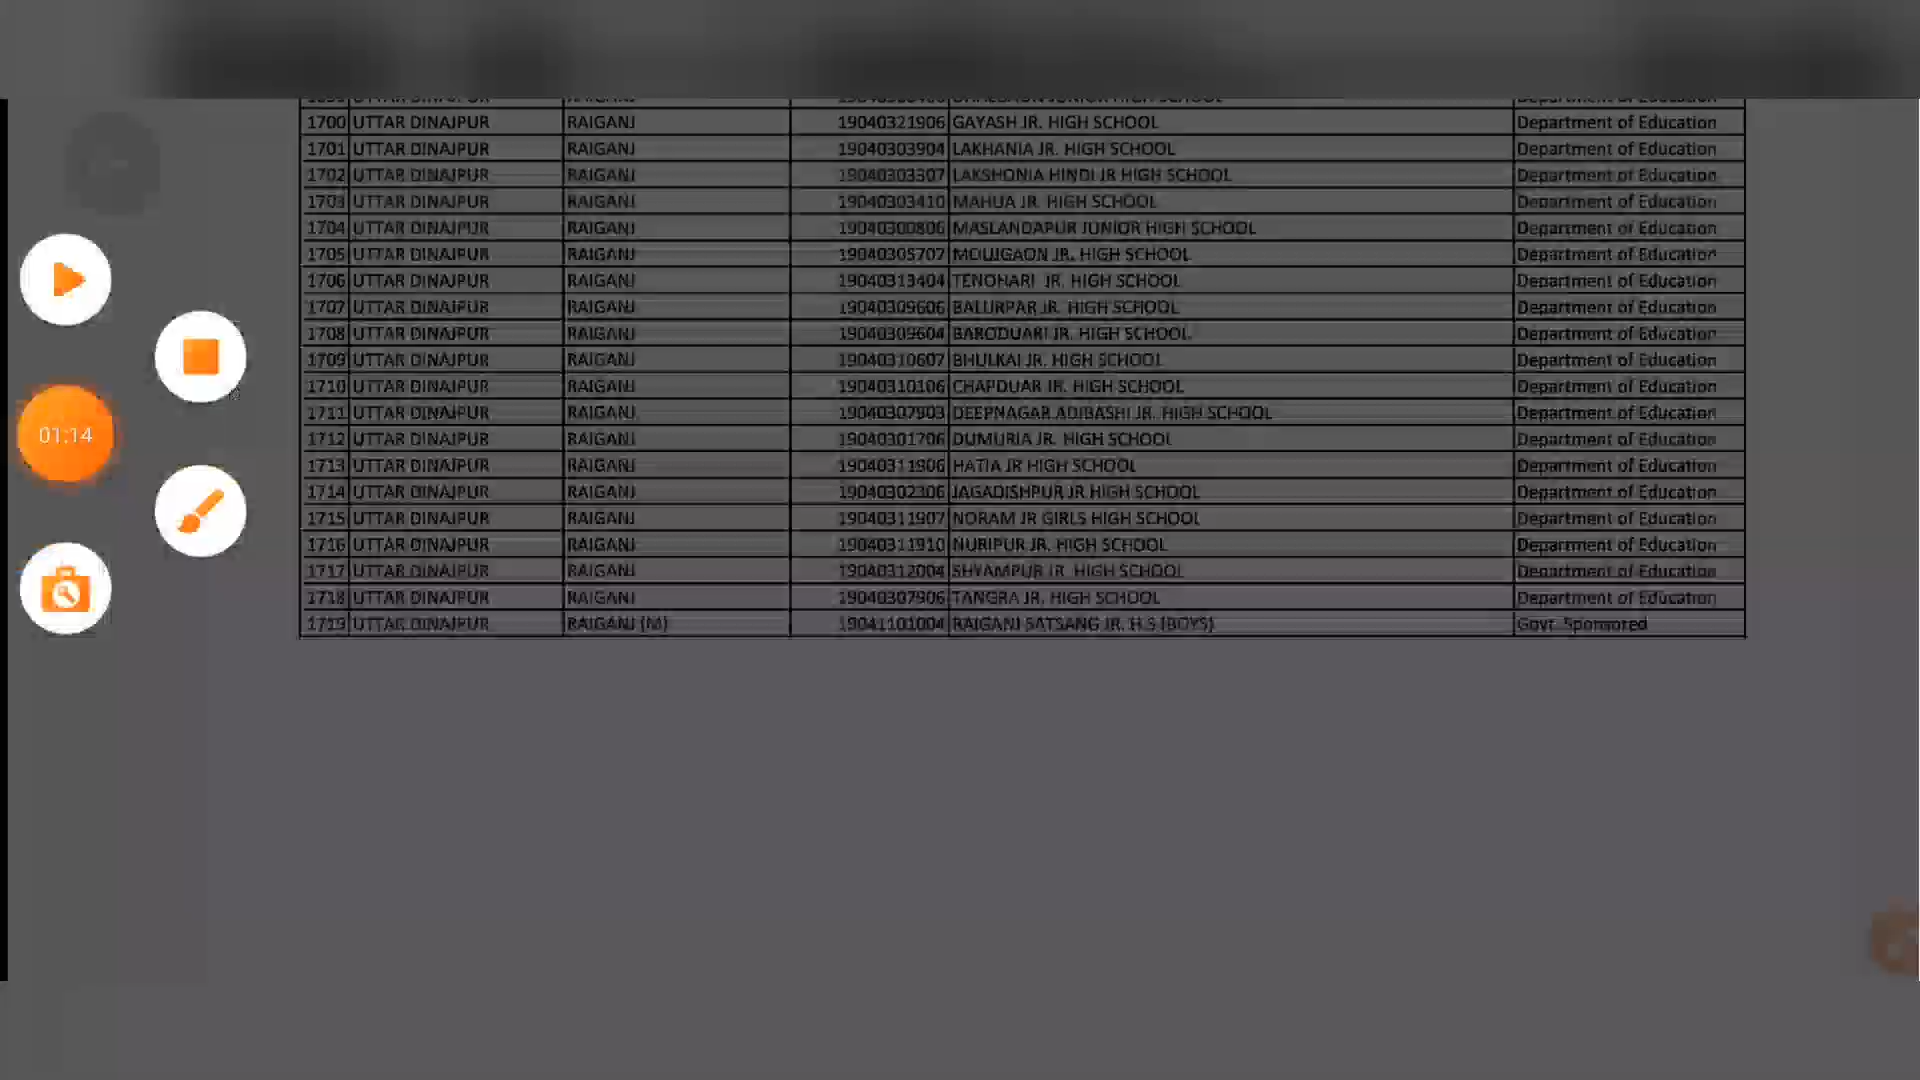 1700 UTTAR DINAJPUR RAIGANJ 19040321906 GAYASH JR. HIGH SCHOOL Department of Education
1701 UTTAR DINAJPUR RAIGANJ 19040303904 LAKHANIA JR. HIGH SCHOOL Department of Education
1702 UTTAR DINAJPUR RAIGANJ 19040303307 LAKSHONIA HINDI JR HIGH SCHOOL Department of Education
1703 UTTAR DINAJPUR RAIGANJ 19040303410 MAHUA JR. HIGH SCHOOL Department of Education
1704 UTTAR DINAJPUR RAIGANJ 19040300806 MASLANDAPUR JUNIOR HIGH SCHOOL Department of Education
1705 UTTAR DINAJPUR RAIGANJ 19040305707 MOUJGAON JR. HIGH SCHOOL Department of Education
1706 UTTAR DINAJPUR RAIGANJ 19040313404 TENOHARI JR. HIGH SCHOOL Department of Education
1707 UTTAR DINAJPUR RAIGANJ 19040309606 BALURPAR JR. HIGH SCHOOL Department of Education
1708 UTTAR DINAJPUR RAIGANJ 19040309604 BARODUARI JR. HIGH SCHOOL Department of Education
1709 UTTAR DINAJPUR RAIGANJ 19040310607 BHULKAI JR. HIGH SCHOOL Department of Education
1710 UTTAR DINAJPUR RAIGANJ 19040310106 CHAPDUAR JR. HIGH SCHOOL Department of Education
1711 UTTAR DINAJPUR RAIGANJ 19040307903 DEEPNAGAR ADIBASHI JR. HIGH SCHOOL Department of Education
1712 UTTAR DINAJPUR RAIGANJ 19040301706 DUMURIA JR. HIGH SCHOOL Department of Education
1713 UTTAR DINAJPUR RAIGANJ 19040311906 HATIA JR HIGH SCHOOL Department of Education
1714 UTTAR DINAJPUR RAIGANJ 19040302306 JAGADISHPUR JR HIGH SCHOOL Department of Education
1715 UTTAR DINAJPUR RAIGANJ 19040311907 NORAM JR GIRLS HIGH SCHOOL Department of Education
1716 UTTAR DINAJPUR RAIGANJ 19040311910 NURIPUR JR. HIGH SCHOOL Department of Education
1717 UTTAR DINAJPUR RAIGANJ 19040312004 SHYAMPUR JR. HIGH SCHOOL Department of Education
1718 UTTAR DINAJPUR RAIGANJ 19040307906 TANGRA JR. HIGH SCHOOL Department of Education
1719 UTTAR DINAJPUR RAIGANJ (M) 19041101004 RAIGANJ SATSANG JR. H.S (BOYS) Govt. Sponsored
01:14